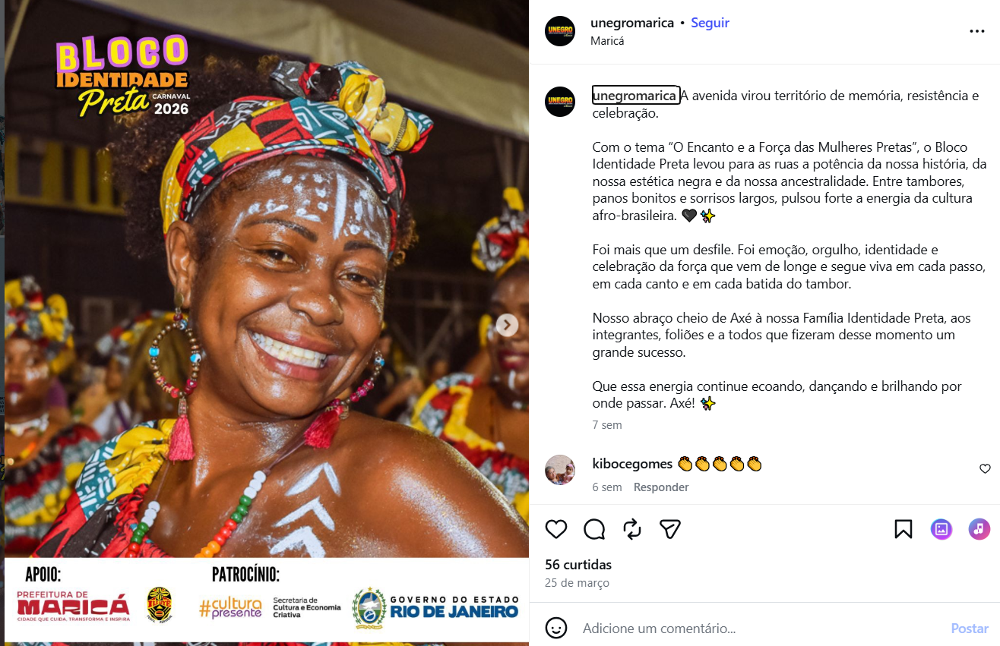 BLOCO
IDENTIDADE
Preta CARNAVAL
2026
APOIO:
PREFEITURA DE
MARICÁ
CIDADE QUE CUIDA, TRANSFORMA E INSPIRA
PATROCÍNIO:
#cultura
presente
Secretaria de
Cultura e Economia
Criativa
GOVERNO DO ESTADO
RIO DE JANEIRO
unegromarica • Seguir
Maricá
UNEGRO
UNEGRO
unegromarica A avenida virou território de memória, resistência e
celebração.
Com o tema “O Encanto e a Força das Mulheres Pretas”, o Bloco
Identidade Preta levou para as ruas a potência da nossa história, da
nossa estética negra e da nossa ancestralidade. Entre tambores,
panos bonitos e sorrisos largos, pulsou forte a energia da cultura
afro-brasileira. 🖤✨
Foi mais que um desfile. Foi emoção, orgulho, identidade e
celebração da força que vem de longe e segue viva em cada passo,
em cada canto e em cada batida do tambor.
Nosso abraço cheio de Axé à nossa Família Identidade Preta, aos
integrantes, foliões e a todos que fizeram desse momento um
grande sucesso.
Que essa energia continue ecoando, dançando e brilhando por
onde passar. Axé! ✨
7 sem
kibocegomes 👏👏👏👏👏
6 sem Responder
56 curtidas
25 de março
Adicione um comentário...
Postar